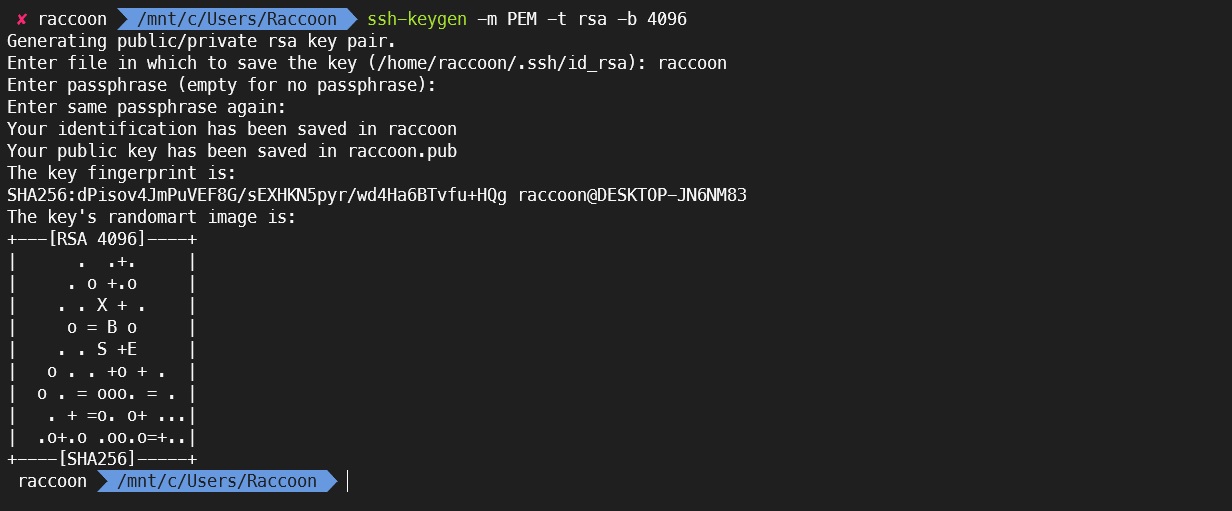 ✘ raccoon /mnt/c/Users/Raccoon ssh-keygen -m PEM -t rsa -b 4096
Generating public/private rsa key pair.
Enter file in which to save the key (/home/raccoon/.ssh/id_rsa): raccoon
Enter passphrase (empty for no passphrase):
Enter same passphrase again:
Your identification has been saved in raccoon
Your public key has been saved in raccoon.pub
The key fingerprint is:
SHA256:dPisov4JmPuVEF8G/sEXHKN5pyr/wd4Ha6BTvfu+HQg raccoon@DESKTOP-JN6NM83
The key's randomart image is:
+---[RSA 4096]----+
|      .  .+.     |
|     . o +.o     |
|    . . X + .    |
|     o = B o     |
|    . . S +E     |
|   o . . +o + .  |
|  o . = ooo. = . |
|   . + =o. o+ ...|
|  .o+.o .oo.o=+..|
+----[SHA256]-----+
raccoon /mnt/c/Users/Raccoon